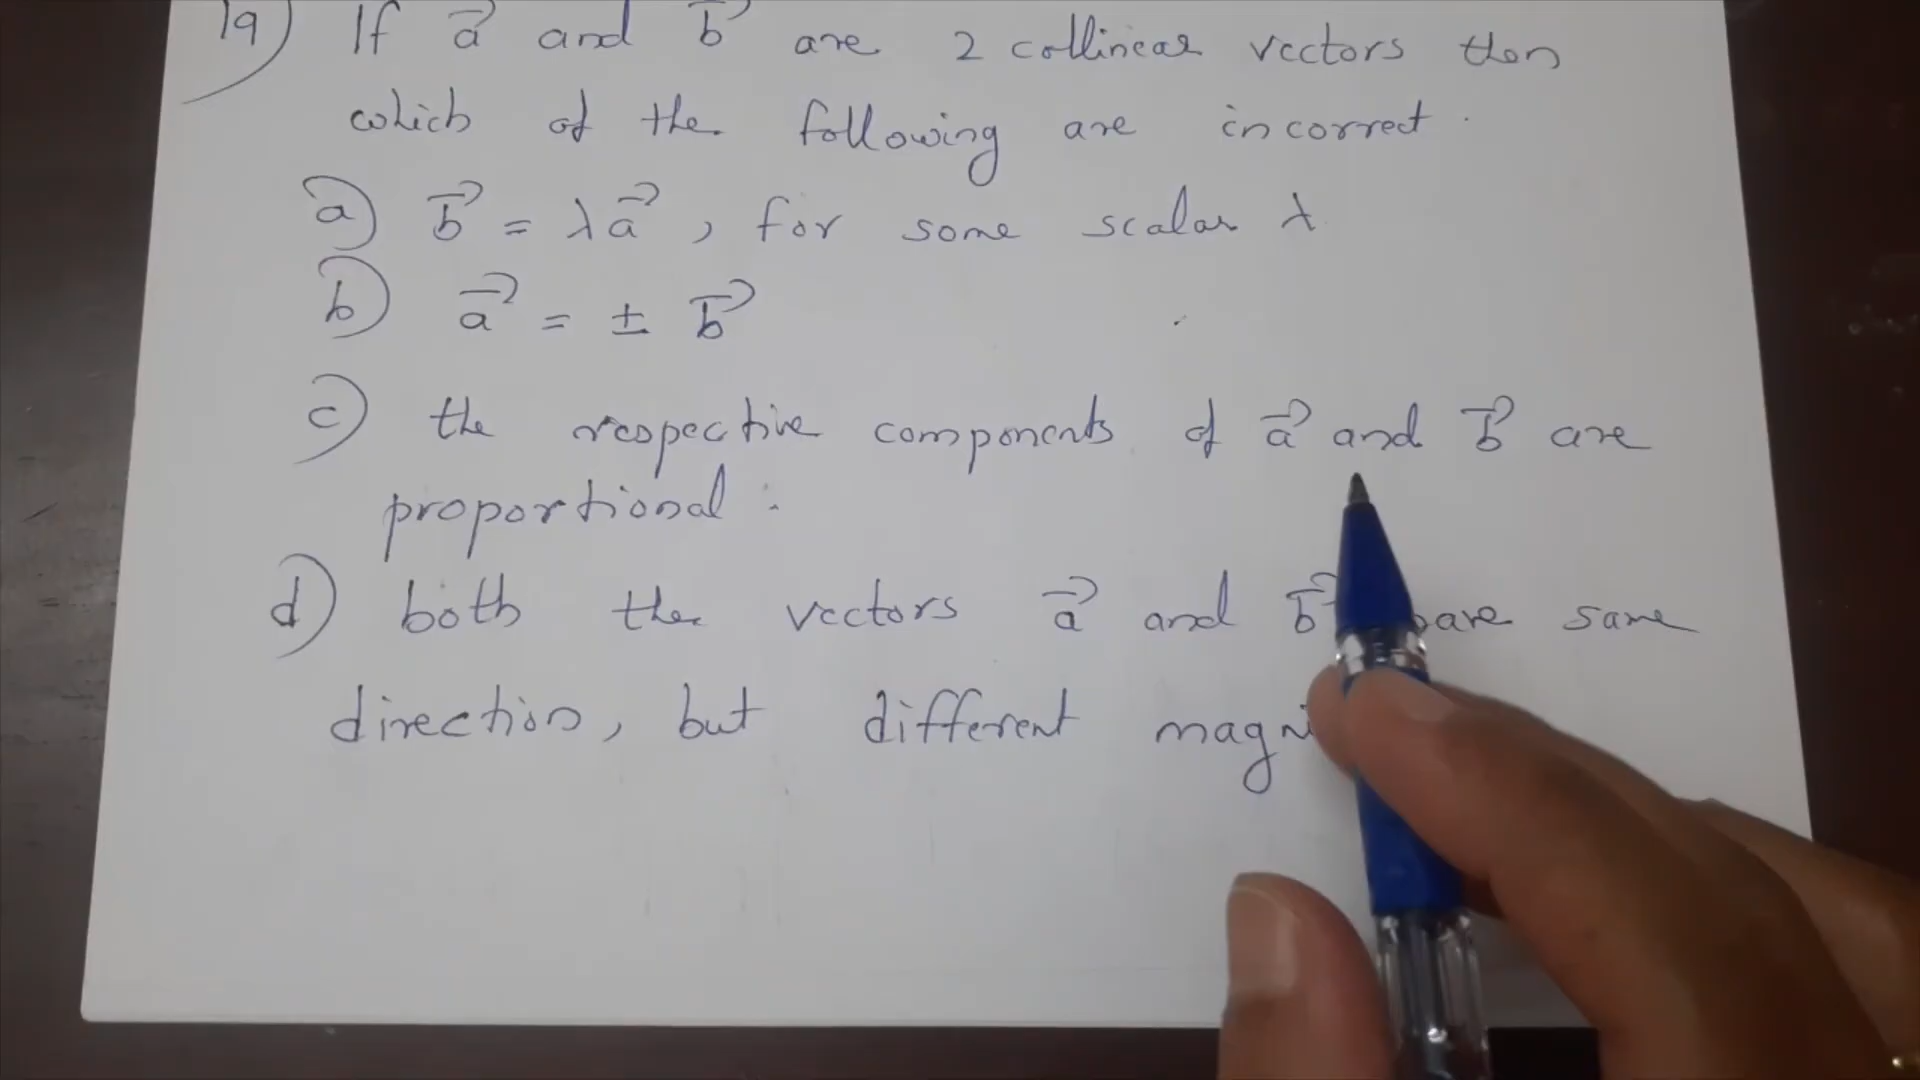 19) If a⃗ and b⃗ are 2 collinear vectors then
which of the following are incorrect.
a) b⃗ = λa⃗, for some scalar λ
b) a⃗ = ± b⃗
c) the respective components of a⃗ and b⃗ are
proportional.
d) both the vectors a⃗ and b⃗ have same
direction, but different